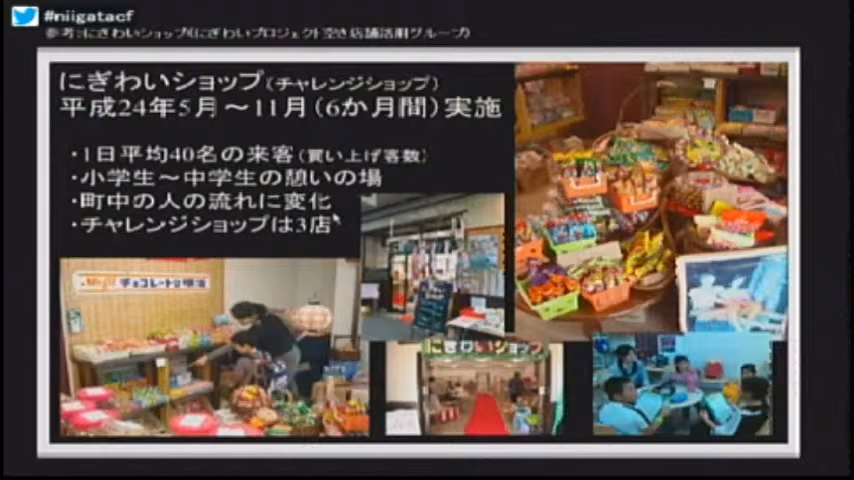 #niigatacf
参考:にぎわいショップ(にぎわいプロジェクト空き店舗活用グループ)
にぎわいショップ(チャレンジショップ)
平成24年5月～11月(6か月間)実施
・1日平均40名の来客(買い上げ客数)
・小学生～中学生の憩いの場
・町中の人の流れに変化
・チャレンジショップは3店
チョコレートは明治
にぎわいショップ